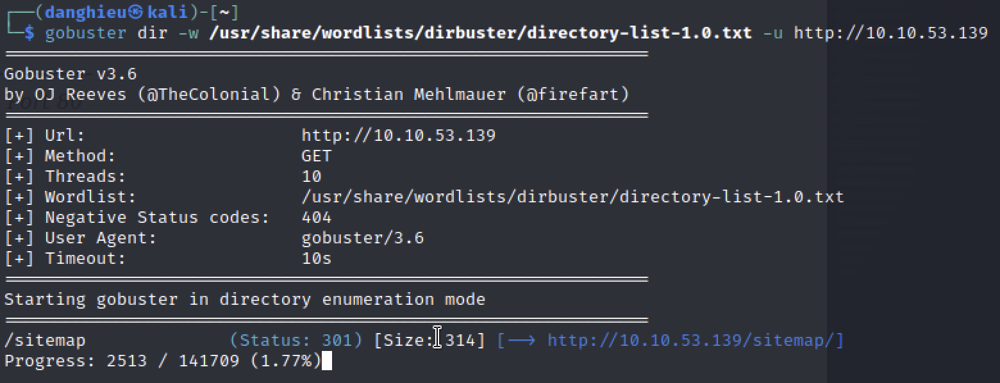 ┌──(danghieu㉿kali)-[~]
└─$ gobuster dir -w /usr/share/wordlists/dirbuster/directory-list-1.0.txt -u http://10.10.53.139
Gobuster v3.6
by OJ Reeves (@TheColonial) & Christian Mehlmauer (@firefart)
[+] Url: http://10.10.53.139
[+] Method: GET
[+] Threads: 10
[+] Wordlist: /usr/share/wordlists/dirbuster/directory-list-1.0.txt
[+] Negative Status codes: 404
[+] User Agent: gobuster/3.6
[+] Timeout: 10s
Starting gobuster in directory enumeration mode
/sitemap (Status: 301) [Size: 314] [--> http://10.10.53.139/sitemap/]
Progress: 2513 / 141709 (1.77%)